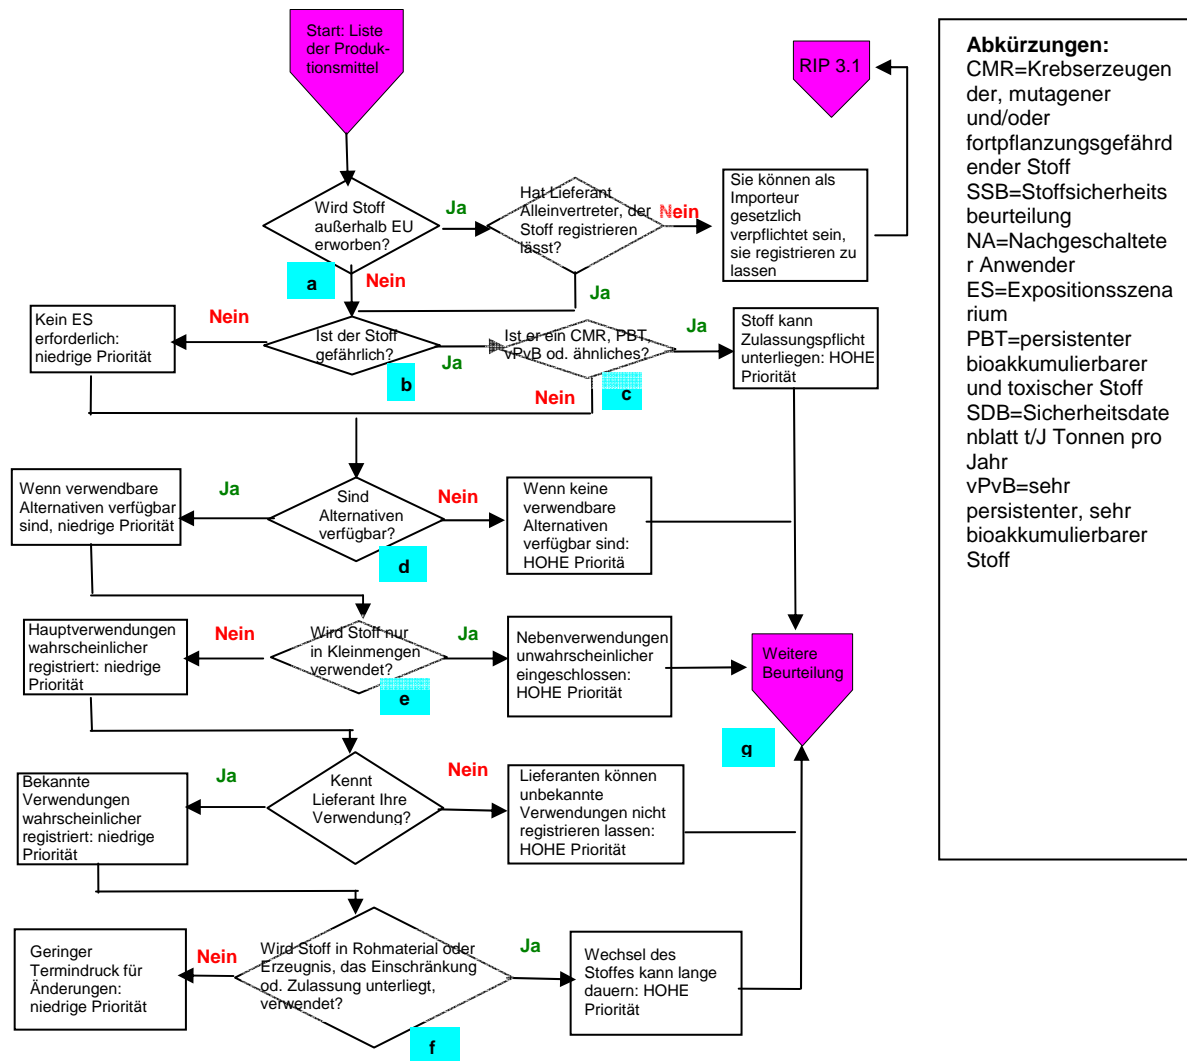 Start: Liste
der Produk-
tionsmittel
RIP 3.1
Wird Stoff
außerhalb EU
erworben?
a
Ja
Nein
Hat Lieferant
Alleinvertreter, der
Stoff registrieren
lässt?
Nein
Ja
Sie können als
Importeur
gesetzlich
verpflichtet sein,
sie registrieren zu
lassen
Kein ES
erforderlich:
niedrige Priorität
Nein
Ist der Stoff
gefährlich?
b
Ja
Ist er ein CMR, PBT,
vPvB od. ähnliches?
c
Nein
Ja
Stoff kann
Zulassungspflicht
unterliegen: HOHE
Priorität
Wenn verwendbare
Alternativen verfügbar
sind, niedrige Priorität
Ja
Sind
Alternativen
verfügbar?
d
Nein
Wenn keine
verwendbare
Alternativen
verfügbar sind:
HOHE Prioritä
Hauptverwendungen
wahrscheinlicher
registriert: niedrige
Priorität
Nein
Wird Stoff nur
in Kleinmengen
verwendet?
e
Ja
Nebenverwendungen
unwahrscheinlicher
eingeschlossen:
HOHE Priorität
Weitere
Beurteilung
g
Bekannte
Verwendungen
wahrscheinlicher
registriert: niedrige
Priorität
Ja
Kennt
Lieferant Ihre
Verwendung?
Nein
Lieferanten können
unbekannte
Verwendungen nicht
registrieren lassen:
HOHE Priorität
Geringer
Termindruck für
Änderungen:
niedrige Priorität
Nein
Wird Stoff in Rohmaterial oder
Erzeugnis, das Einschränkung
od. Zulassung unterliegt,
verwendet?
f
Ja
Wechsel des
Stoffes kann lange
dauern: HOHE
Priorität
Abkürzungen:
CMR=Krebserzeugen
der, mutagener
und/oder
fortpflanzungsgefährd
ender Stoff
SSB=Stoffsicherheits
beurteilung
NA=Nachgeschaltete
r Anwender
ES=Expositionsszena
rium
PBT=persistenter
bioakkumulierbarer
und toxischer Stoff
SDB=Sicherheitsdate
nblatt t/J Tonnen pro
Jahr
vPvB=sehr
persistenter, sehr
bioakkumulierbarer
Stoff